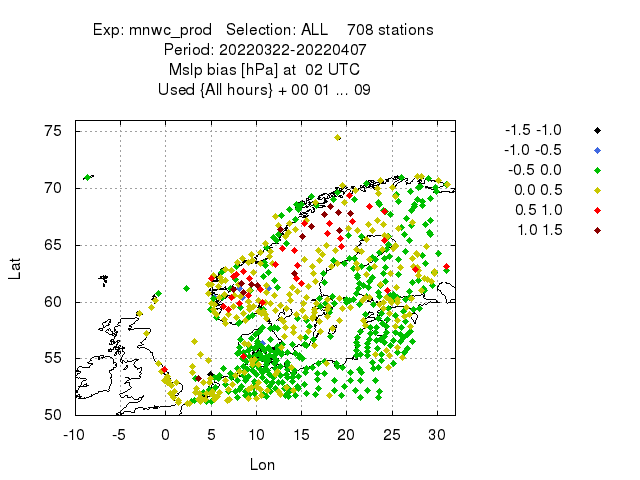 Exp: mnwc_prod Selection: ALL 708 stations
Period: 20220322-20220407
Mslp bias [hPa] at 02 UTC
Used {All hours} + 00 01 ... 09
-1.5 -1.0
-1.0 -0.5
-0.5 0.0
0.0 0.5
0.5 1.0
1.0 1.5
75
70
65
60
55
50
Lat
-10 -5 0 5 10 15 20 25 30
Lon